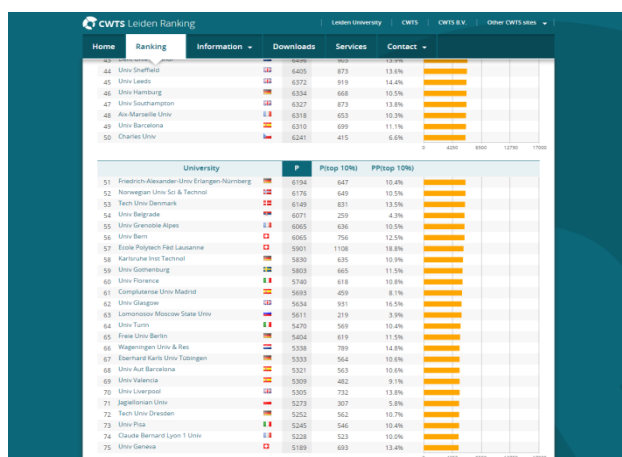 CWTS Leiden Ranking
Leiden University CWTS CWTS B.V. Other CWTS sites
Home Ranking Information Downloads Services Contact
44 Univ Sheffield 6405 873 13.6%
45 Univ Leeds 6372 919 14.4%
46 Univ Hamburg 6334 668 10.5%
47 Univ Southampton 6327 873 13.8%
48 Aix-Marseille Univ 6318 653 10.3%
49 Univ Barcelona 6310 699 11.1%
50 Charles Univ 6241 415 6.6%
0 4250 8500 12750 17000
University P P(top 10%) PP(top 10%)
51 Friedrich-Alexander-Univ Erlangen-Nürnberg 6194 647 10.4%
52 Norwegian Univ Sci & Technol 6176 649 10.5%
53 Tech Univ Denmark 6149 831 13.5%
54 Univ Belgrade 6071 259 4.3%
55 Univ Grenoble Alpes 6065 636 10.5%
56 Univ Bern 6065 756 12.5%
57 Ecole Polytech Féd Lausanne 5901 1108 18.8%
58 Karlsruhe Inst Technol 5830 635 10.9%
59 Univ Gothenburg 5803 665 11.5%
60 Univ Florence 5740 618 10.8%
61 Complutense Univ Madrid 5693 459 8.1%
62 Univ Glasgow 5634 931 16.5%
63 Lomonosov Moscow State Univ 5611 219 3.9%
64 Univ Turin 5470 569 10.4%
65 Freie Univ Berlin 5404 619 11.5%
66 Wageningen Univ & Res 5338 789 14.8%
67 Eberhard Karls Univ Tübingen 5333 564 10.6%
68 Univ Aut Barcelona 5321 563 10.6%
69 Univ Valencia 5309 482 9.1%
70 Univ Liverpool 5305 732 13.8%
71 Jagiellonian Univ 5273 307 5.8%
72 Tech Univ Dresden 5252 562 10.7%
73 Univ Pisa 5245 546 10.4%
74 Claude Bernard Lyon 1 Univ 5228 523 10.0%
75 Univ Geneva 5189 693 13.4%